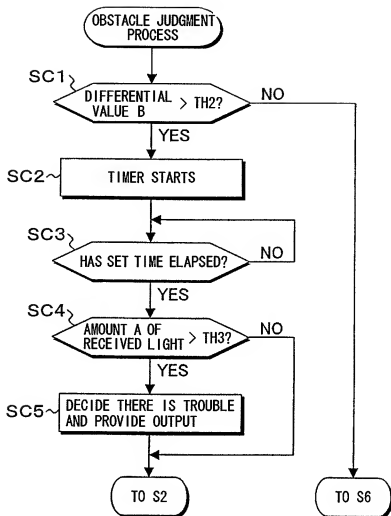 OBSTACLE JUDGMENT
PROCESS
SC1
DIFFERENTIAL
VALUE B > TH2?
NO
YES
SC2
TIMER STARTS
SC3
HAS SET TIME ELAPSED?
NO
YES
SC4
AMOUNT A OF
RECEIVED LIGHT > TH3?
NO
YES
SC5
DECIDE THERE IS TROUBLE
AND PROVIDE OUTPUT
TO S2
TO S6